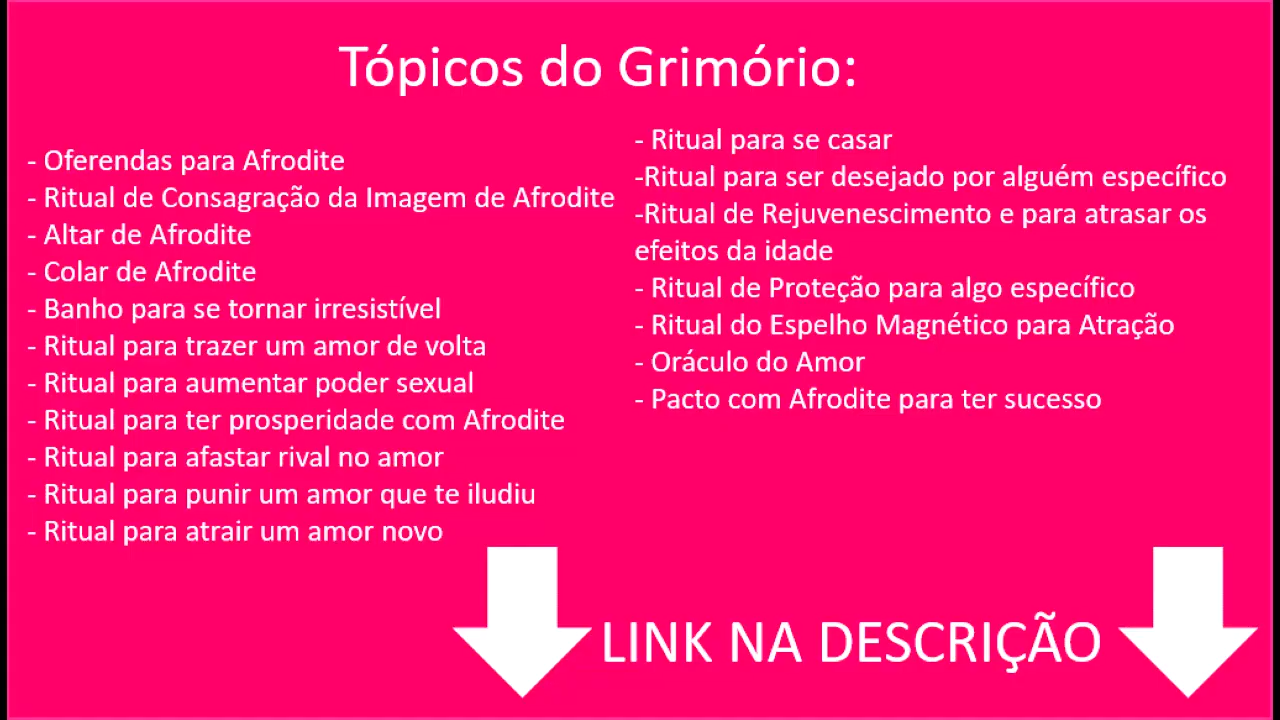 Tópicos do Grimório:
- Oferendas para Afrodite
- Ritual de Consagração da Imagem de Afrodite
- Altar de Afrodite
- Colar de Afrodite
- Banho para se tornar irresistível
- Ritual para trazer um amor de volta
- Ritual para aumentar poder sexual
- Ritual para ter prosperidade com Afrodite
- Ritual para afastar rival no amor
- Ritual para punir um amor que te iludiu
- Ritual para atrair um amor novo
- Ritual para se casar
-Ritual para ser desejado por alguém específico
-Ritual de Rejuvenescimento e para atrasar os
efeitos da idade
- Ritual de Proteção para algo específico
- Ritual do Espelho Magnético para Atração
- Oráculo do Amor
- Pacto com Afrodite para ter sucesso
LINK NA DESCRIÇÃO